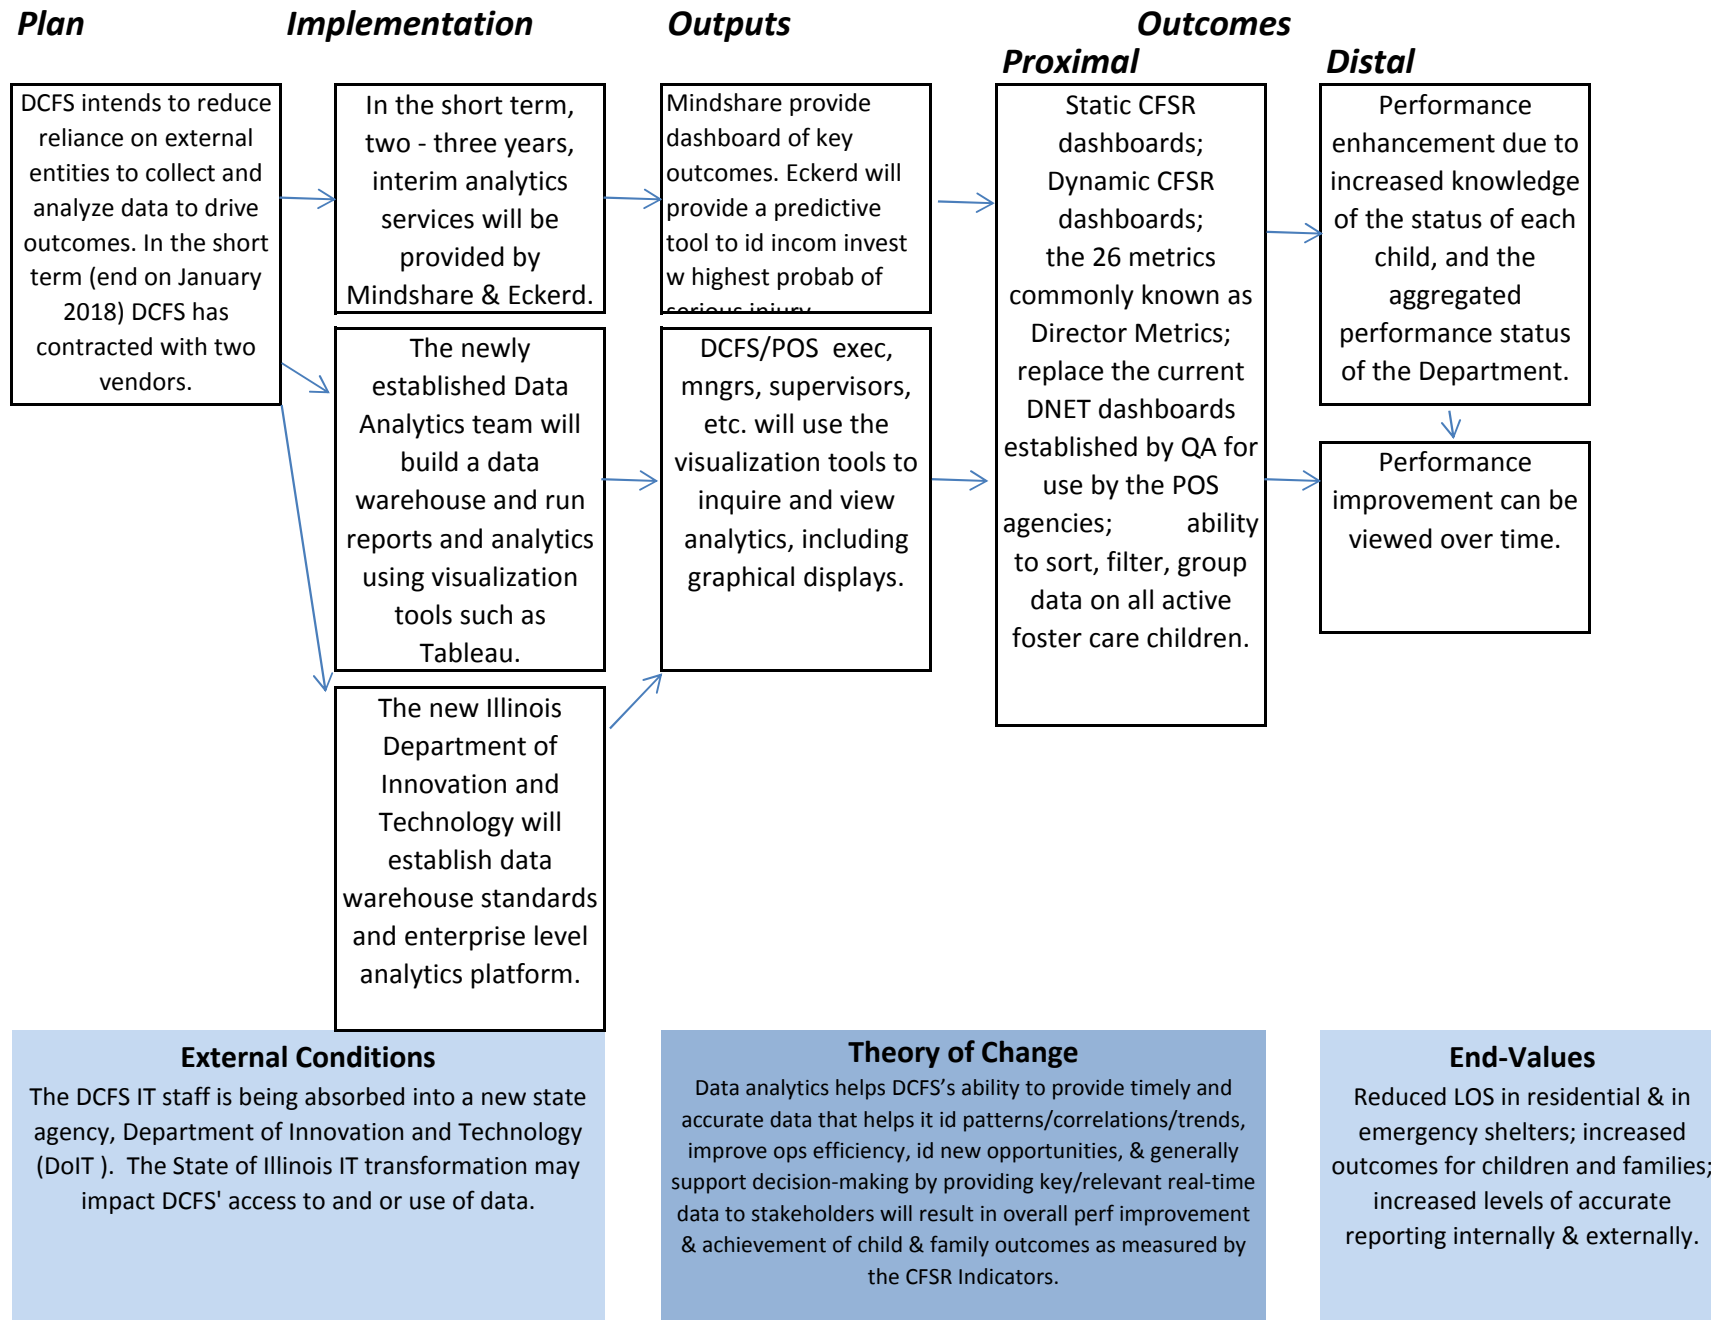 Plan
Implementation
Outputs
Outcomes
Proximal
Distal
DCFS intends to reduce
reliance on external
entities to collect and
analyze data to drive
outcomes. In the short
term (end on January
2018) DCFS has
contracted with two
vendors.
In the short term,
two - three years,
interim analytics
services will be
provided by
Mindshare & Eckerd.
The newly
established Data
Analytics team will
build a data
warehouse and run
reports and analytics
using visualization
tools such as
Tableau.
The new Illinois
Department of
Innovation and
Technology will
establish data
warehouse standards
and enterprise level
analytics platform.
Mindshare provide
dashboard of key
outcomes. Eckerd will
provide a predictive
tool to id incom invest
w highest probab of
serious injury
DCFS/POS exec,
mngrs, supervisors,
etc. will use the
visualization tools to
inquire and view
analytics, including
graphical displays.
Static CFSR
dashboards;
Dynamic CFSR
dashboards;
the 26 metrics
commonly known as
Director Metrics;
replace the current
DNET dashboards
established by QA for
use by the POS
agencies; ability
to sort, filter, group
data on all active
foster care children.
Performance
enhancement due to
increased knowledge
of the status of each
child, and the
aggregated
performance status
of the Department.
Performance
improvement can be
viewed over time.
External Conditions
The DCFS IT staff is being absorbed into a new state
agency, Department of Innovation and Technology
(DoIT ). The State of Illinois IT transformation may
impact DCFS' access to and or use of data.
Theory of Change
Data analytics helps DCFS’s ability to provide timely and
accurate data that helps it id patterns/correlations/trends,
improve ops efficiency, id new opportunities, & generally
support decision-making by providing key/relevant real-time
data to stakeholders will result in overall perf improvement
& achievement of child & family outcomes as measured by
the CFSR Indicators.
End-Values
Reduced LOS in residential & in
emergency shelters; increased
outcomes for children and families;
increased levels of accurate
reporting internally & externally.